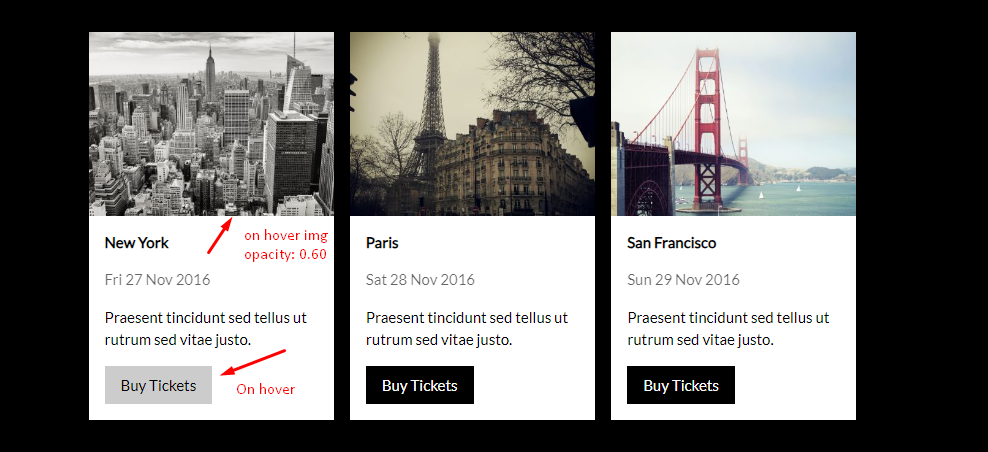 on hover img
opacity: 0.60
New York
Fri 27 Nov 2016
Praesent tincidunt sed tellus ut
rutrum sed vitae justo.
Buy Tickets
On hover
Paris
Sat 28 Nov 2016
Praesent tincidunt sed tellus ut
rutrum sed vitae justo.
Buy Tickets
San Francisco
Sun 29 Nov 2016
Praesent tincidunt sed tellus ut
rutrum sed vitae justo.
Buy Tickets